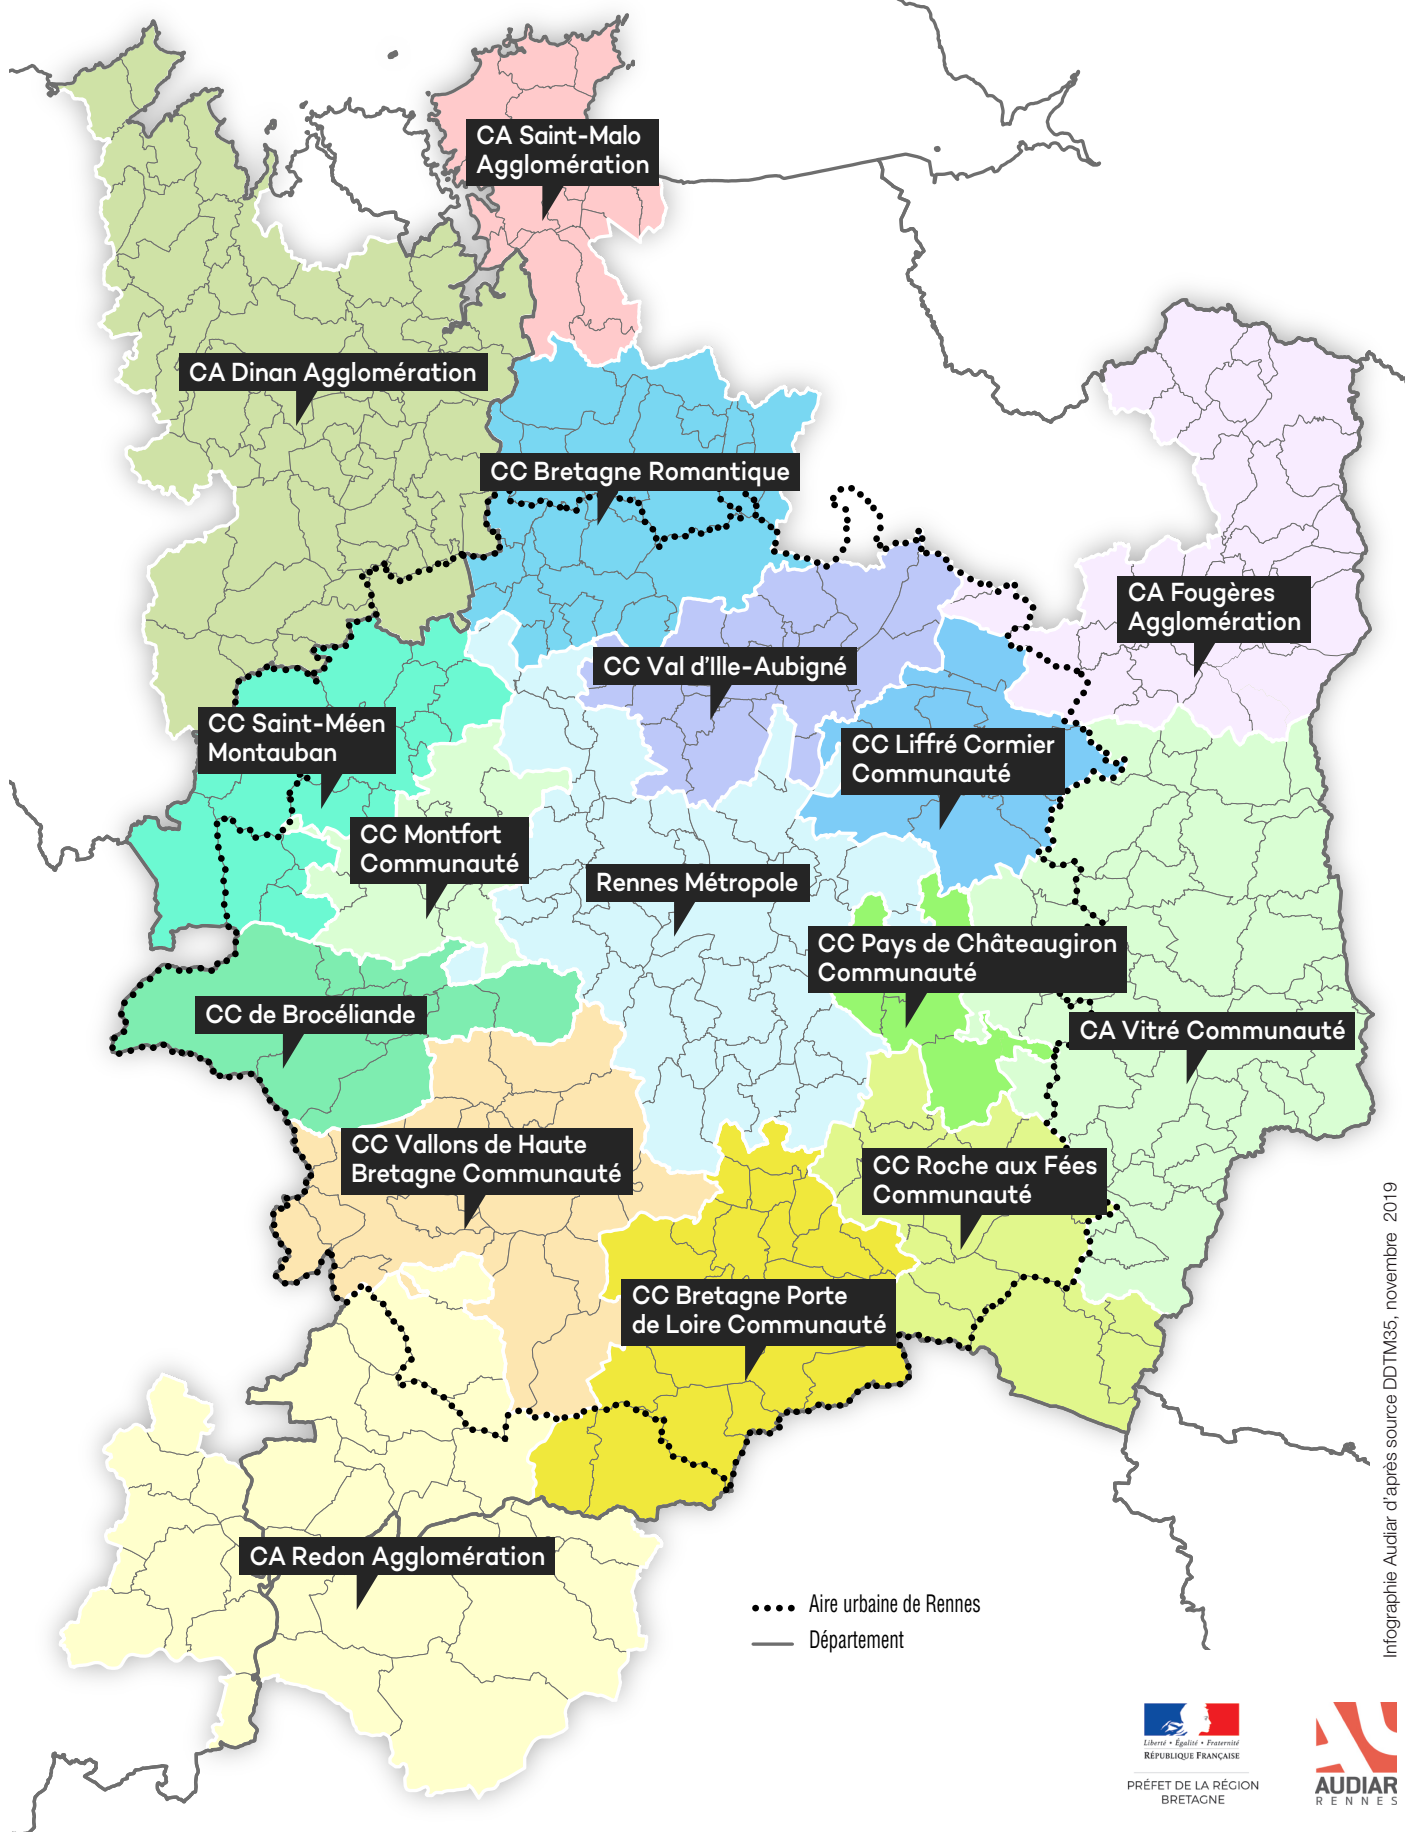 CA Saint-Malo
Agglomération
CA Dinan Agglomération
CC Bretagne Romantique
CA Fougères
Agglomération
CC Val d'Ille-Aubigné
CC Saint-Méen
Montauban
CC Liffré Cormier
Communauté
CC Montfort
Communauté
Rennes Métropole
CC Pays de Châteaugiron
Communauté
CC de Brocéliande
CA Vitré Communauté
CC Vallons de Haute
Bretagne Communauté
CC Roche aux Fées
Communauté
CC Bretagne Porte
de Loire Communauté
CA Redon Agglomération
Aire urbaine de Rennes
Département
Infographie Audiar d'après source DDTM35, novembre 2019
Liberté • Égalité • Fraternité
RÉPUBLIQUE FRANÇAISE
PRÉFET DE LA RÉGION
BRETAGNE
AUDIAR
RENNES